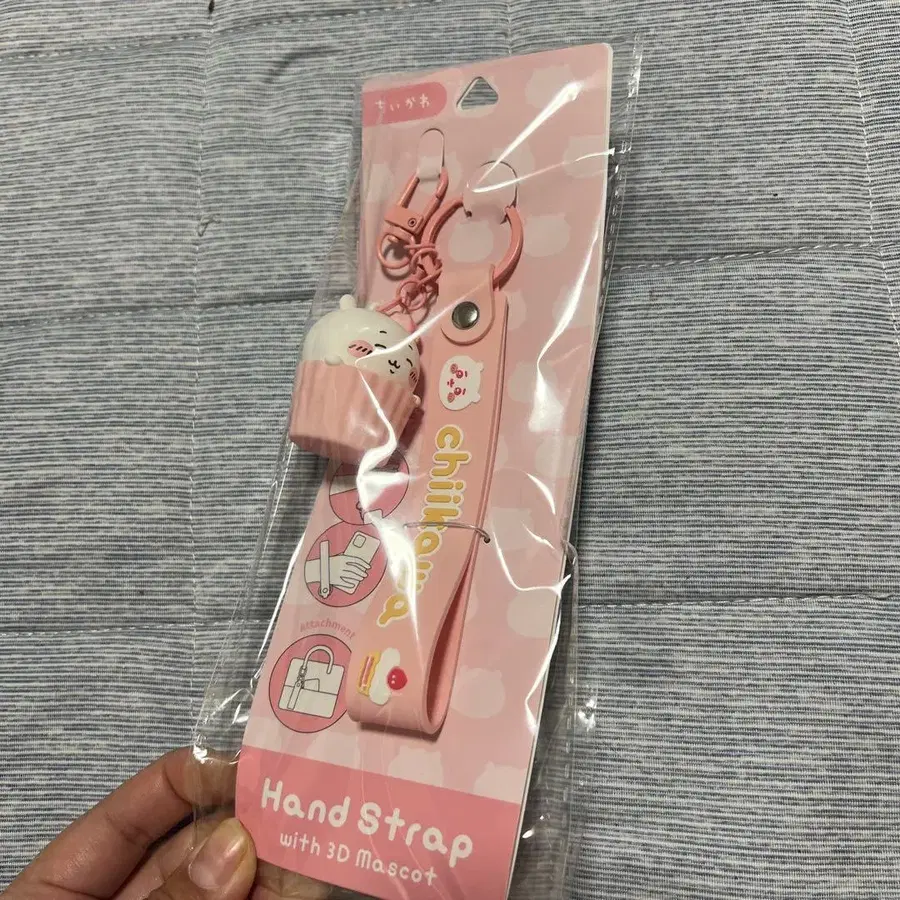 ちいかわ
chiikawa
Attachment
Hand Strap
with 3D Mascot